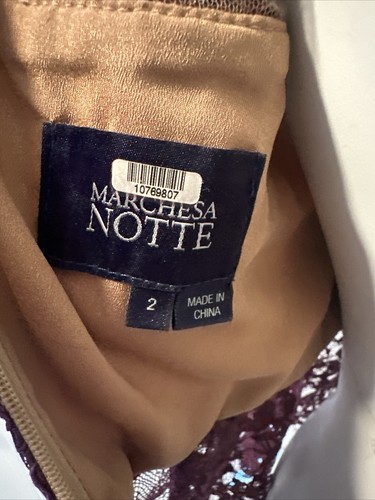 10769807
MARCHESA
NOTTE
2
MADE IN
CHINA